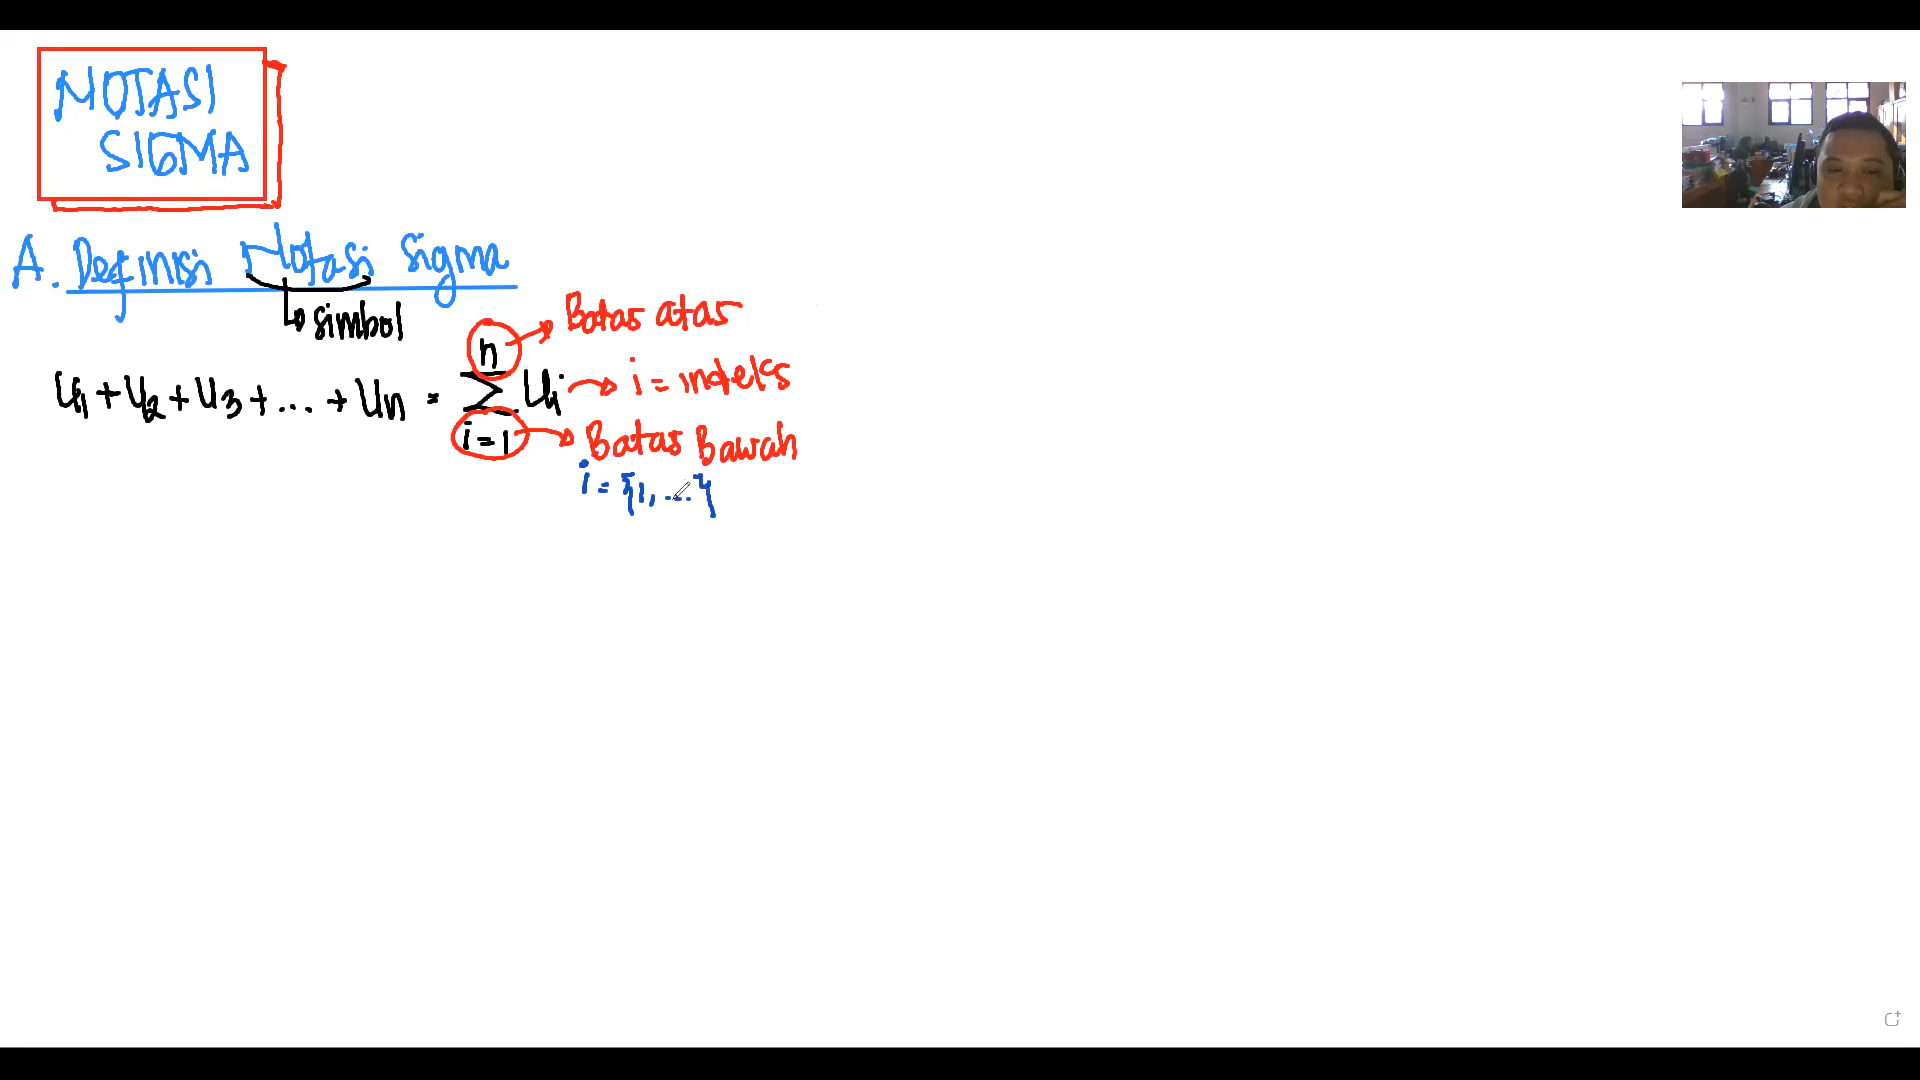 NOTASI
SIGMA
A. Definisi Notasi Sigma
simbol
Batas atas
n
i = indeks
U1 + U2 + U3 + ... + Un = ∑ Ui
i = 1
Batas Bawah
i = {1, ...}